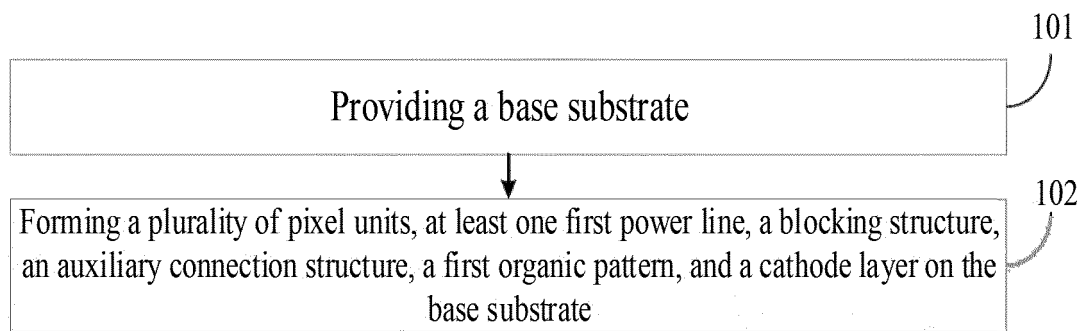 101
Providing a base substrate
102
Forming a plurality of pixel units, at least one first power line, a blocking structure,
an auxiliary connection structure, a first organic pattern, and a cathode layer on the
base substrate